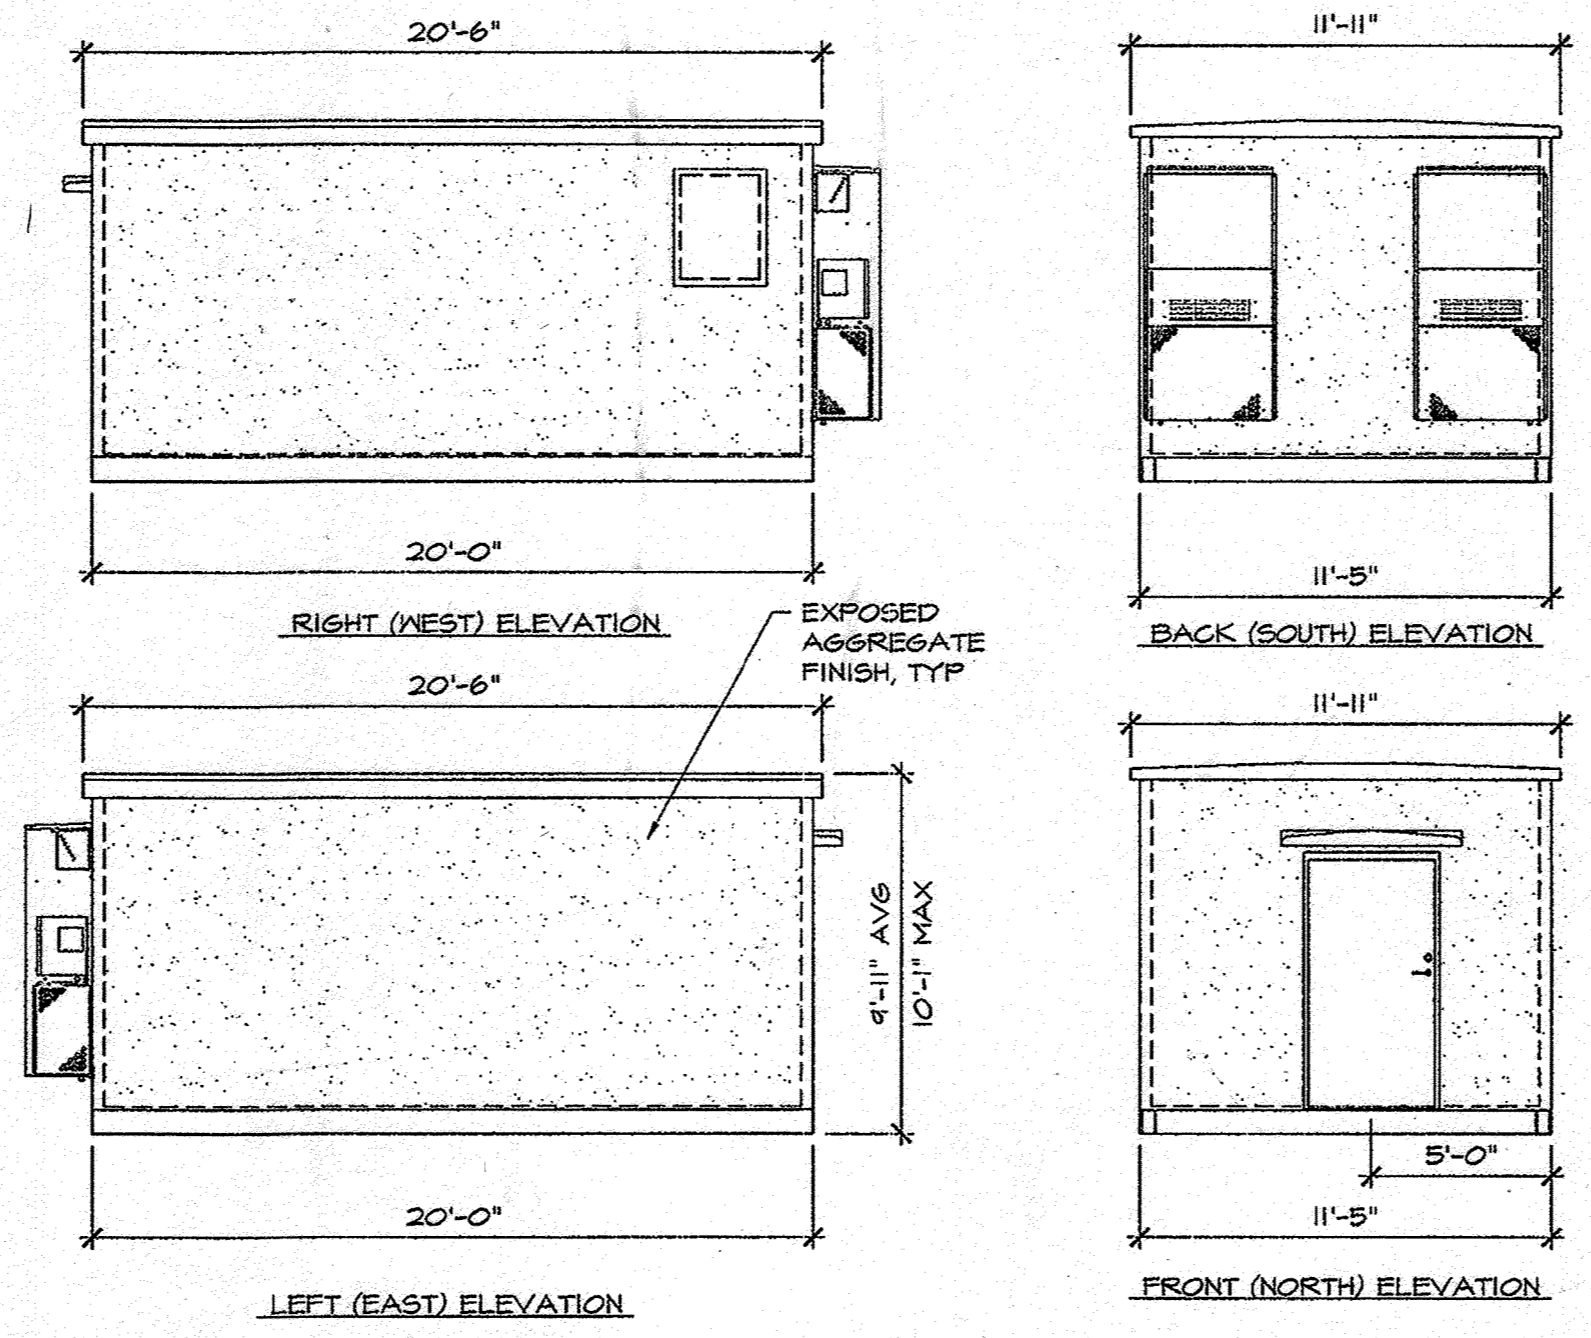 20'-6"
11'-11"
20'-0"
11'-5"
RIGHT (WEST) ELEVATION
BACK (SOUTH) ELEVATION
EXPOSED
AGGREGATE
FINISH, TYP
20'-6"
11'-11"
9'-11" AVG
10'-1" MAX
5'-0"
20'-0"
11'-5"
LEFT (EAST) ELEVATION
FRONT (NORTH) ELEVATION